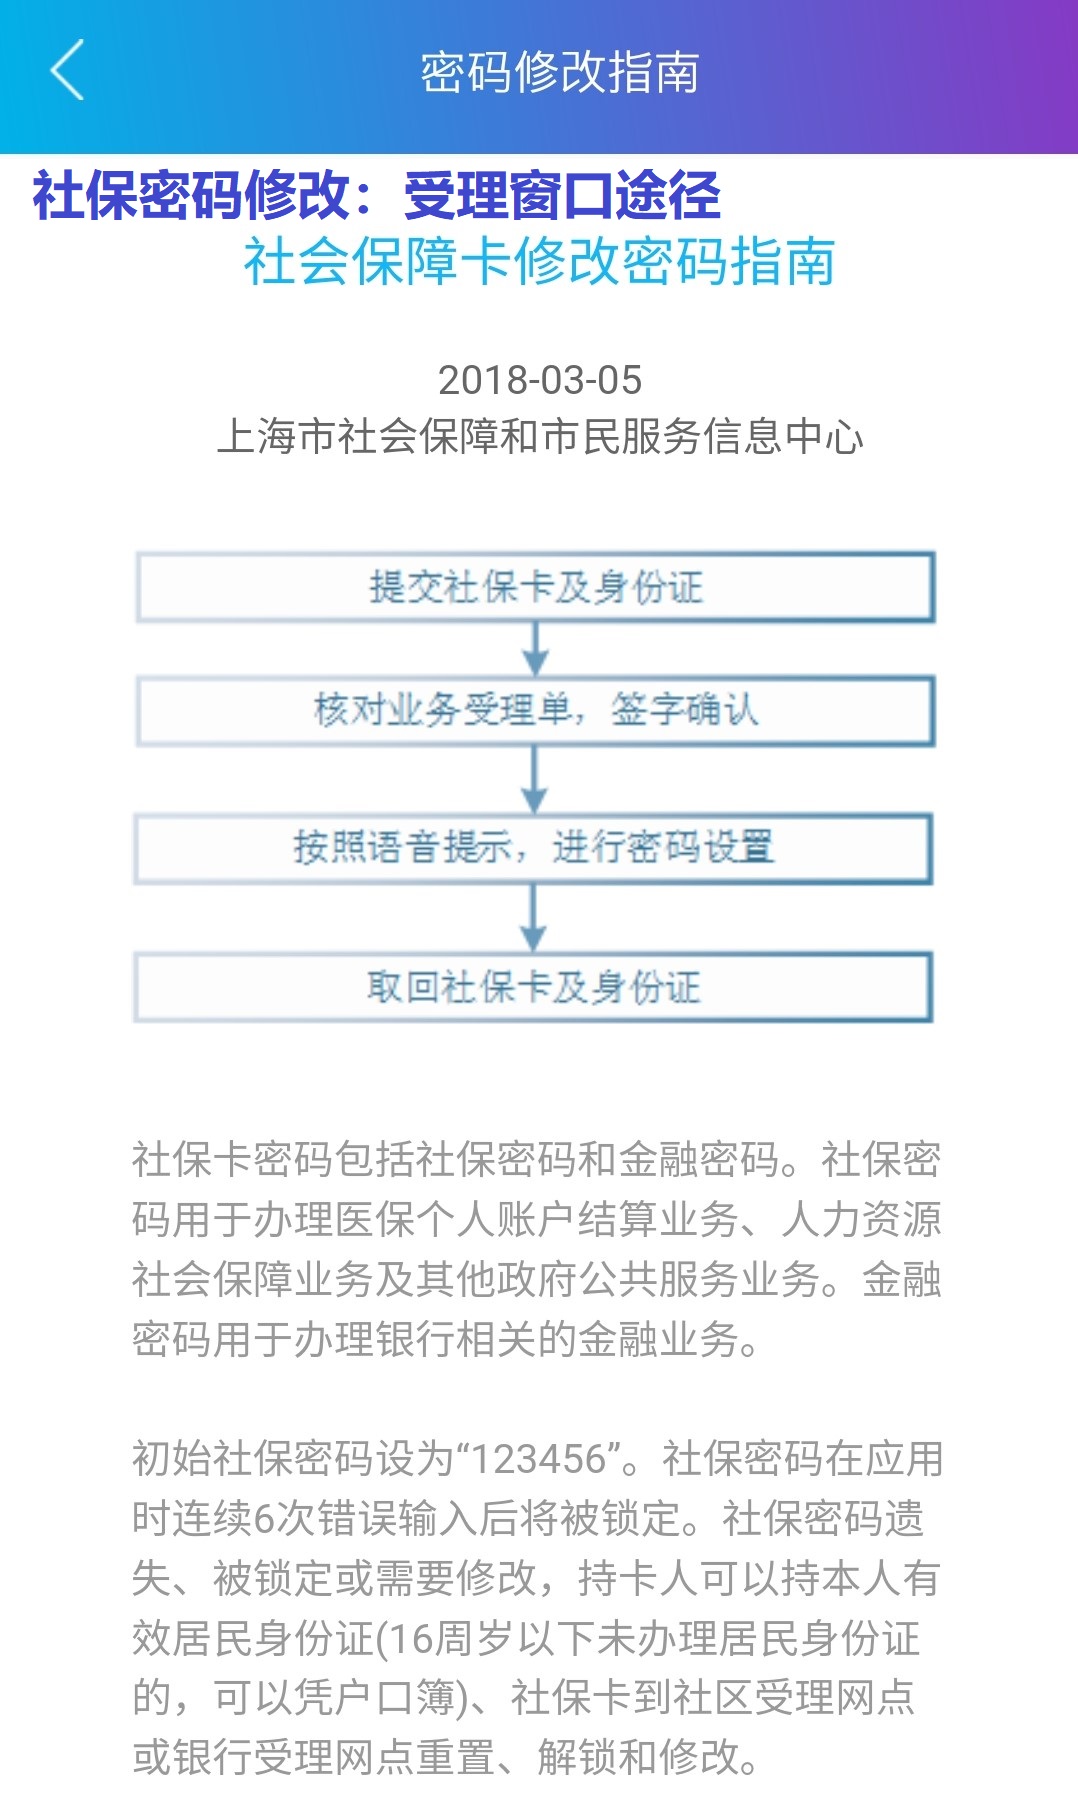 密码修改指南
社保密码修改：受理窗口途径
社会保障卡修改密码指南
2018-03-05
上海市社会保障和市民服务信息中心
提交社保卡及身份证
核对业务受理单，签字确认
按照语音提示，进行密码设置
取回社保卡及身份证
社保卡密码包括社保密码和金融密码。社保密
码用于办理医保个人账户结算业务、人力资源
社会保障业务及其他政府公共服务业务。金融
密码用于办理银行相关的金融业务。
初始社保密码设为“123456”。社保密码在应用
时连续6次错误输入后将被锁定。社保密码遗
失、被锁定或需要修改，持卡人可以持本人有
效居民身份证(16周岁以下未办理居民身份证
的，可以凭户口簿)、社保卡到社区受理网点
或银行受理网点重置、解锁和修改。